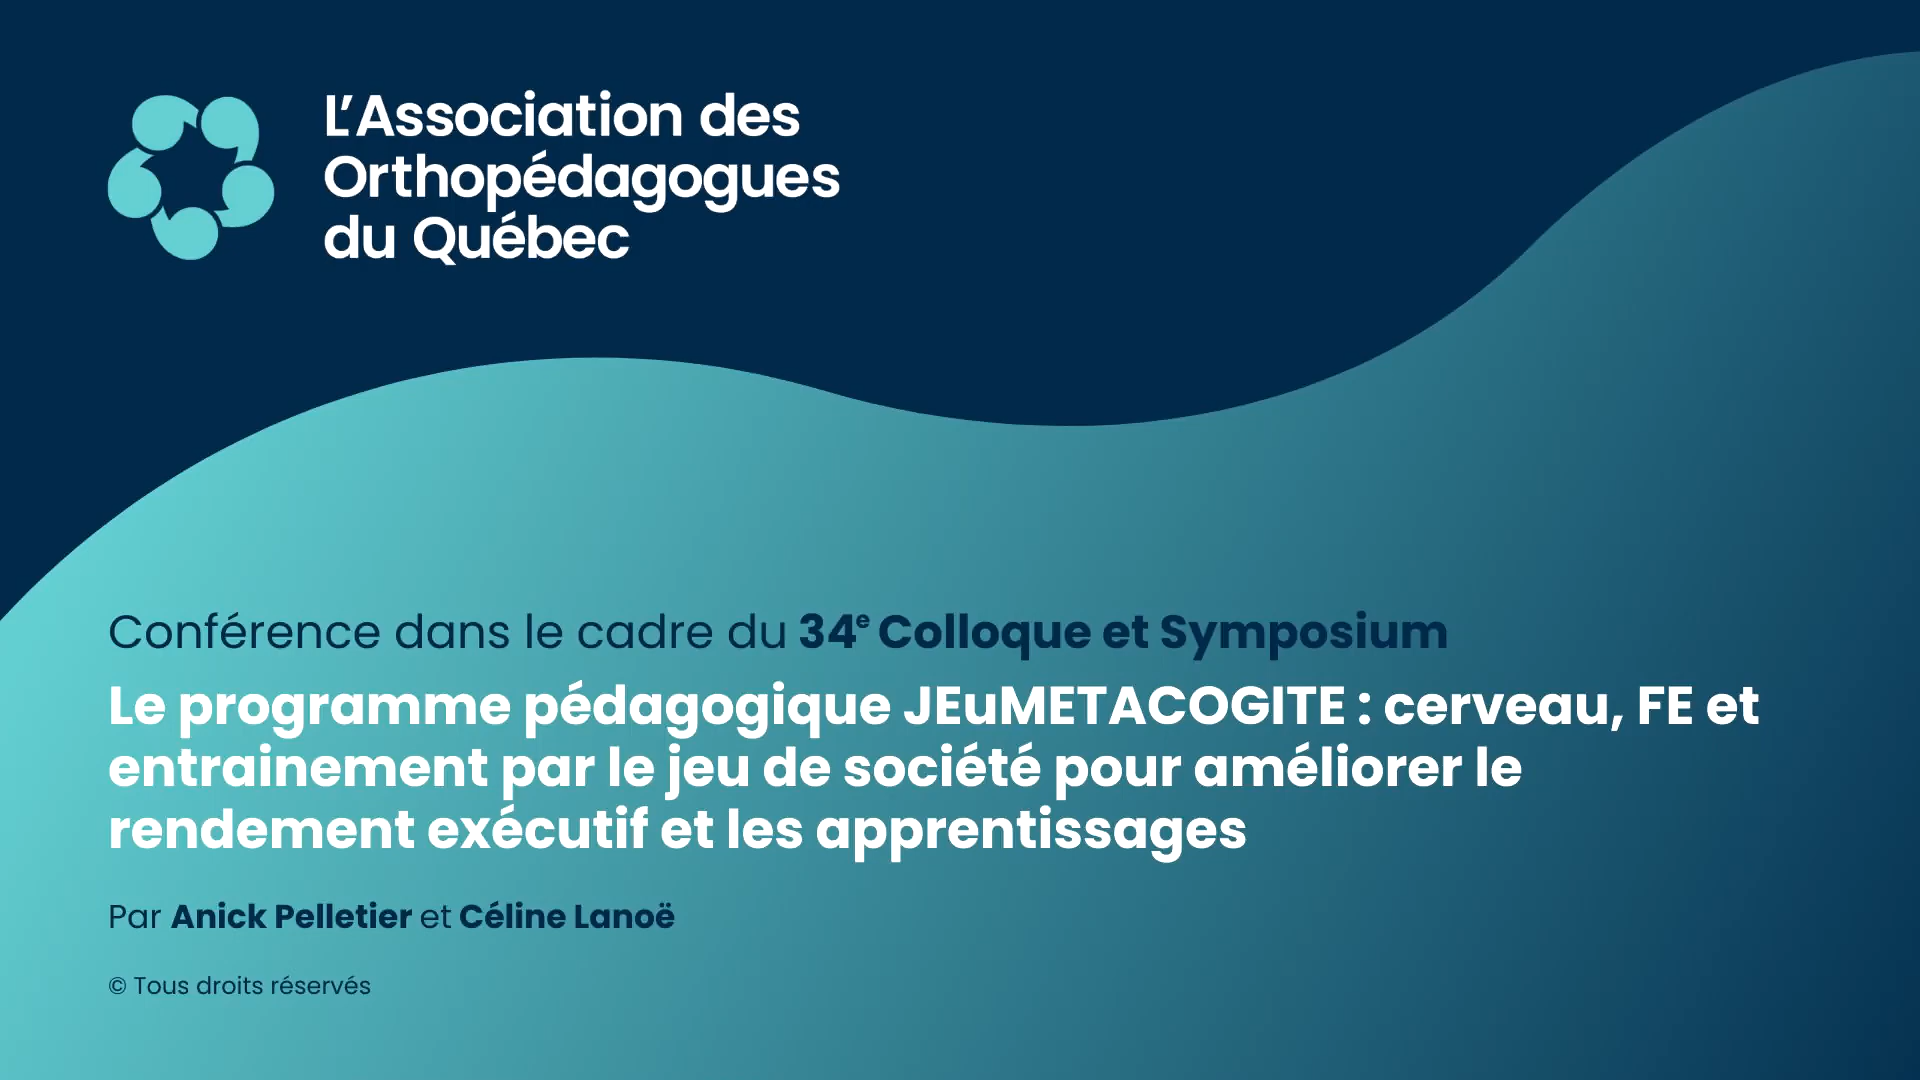 L’Association des
Orthopédagogues
du Québec
Conférence dans le cadre du 34e Colloque et Symposium
Le programme pédagogique JEuMETACOGITE : cerveau, FE et
entrainement par le jeu de société pour améliorer le
rendement exécutif et les apprentissages
Par Anick Pelletier et Céline Lanoë
© Tous droits réservés